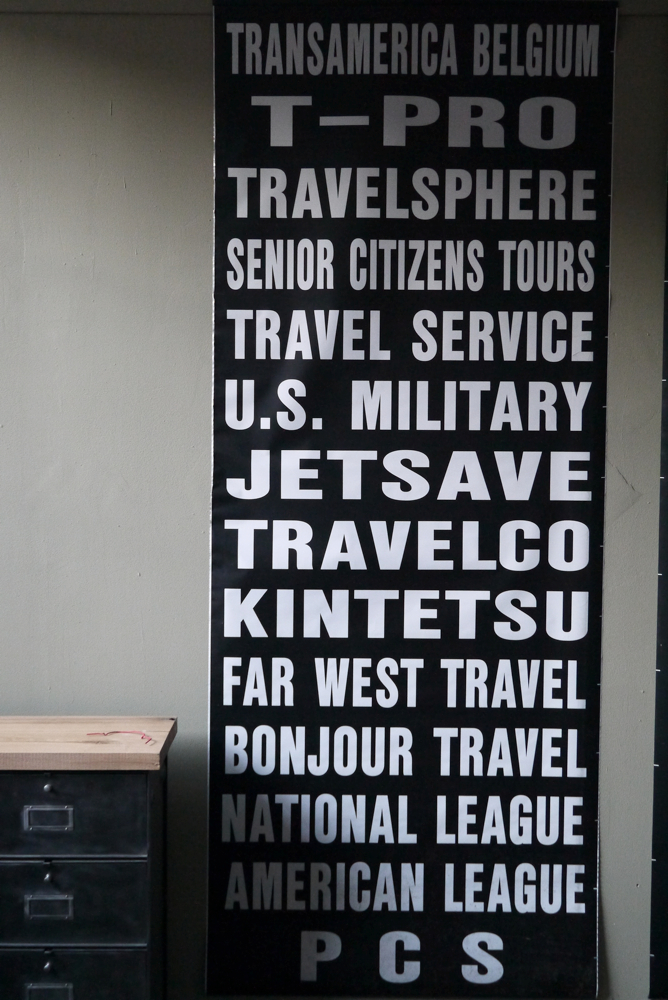 TRANSAMERICA BELGIUM
T-PRO
TRAVELSPHERE
SENIOR CITIZENS TOURS
TRAVEL SERVICE
U.S. MILITARY
JETSAVE
TRAVELCO
KINTETSU
FAR WEST TRAVEL
BONJOUR TRAVEL
NATIONAL LEAGUE
AMERICAN LEAGUE
P C S